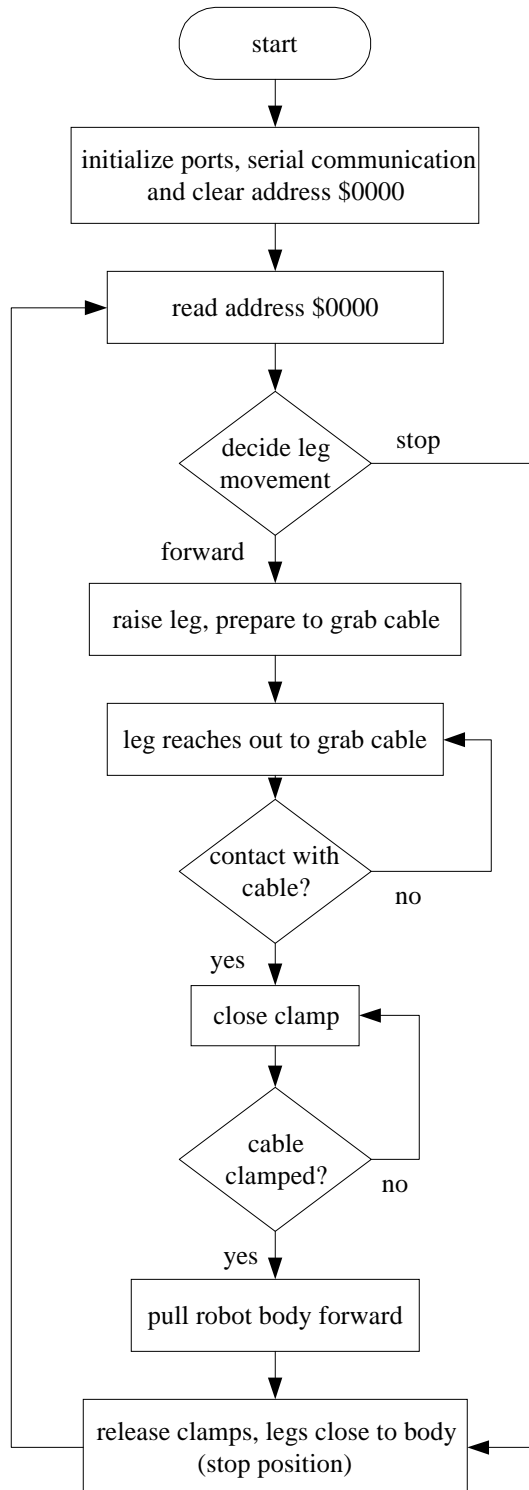 start
initialize ports, serial communication
and clear address $0000
read address $0000
decide leg
movement
stop
forward
raise leg, prepare to grab cable
leg reaches out to grab cable
contact with
cable?
no
yes
close clamp
cable
clamped?
no
yes
pull robot body forward
release clamps, legs close to body
(stop position)